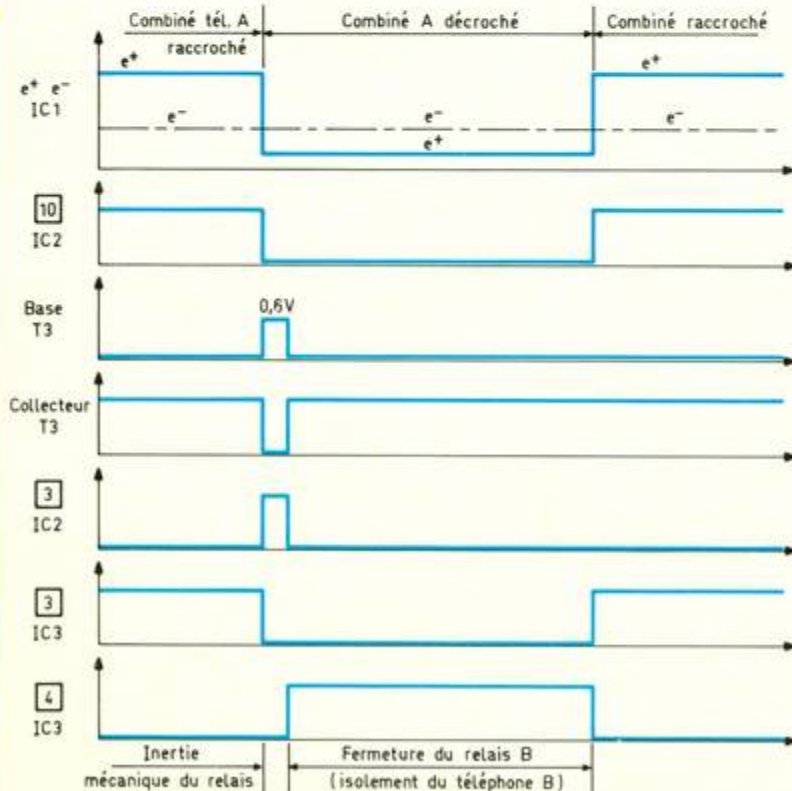 Combiné tél. A raccroché
Combiné A décroché
Combiné raccroché
e+ e−
IC1
e+
e−
e−
e+
e+
e−
10
IC2
Base
T3
0,6V
Collecteur
T3
3
IC2
3
IC3
4
IC3
Inertie
mécanique du relais
Fermeture du relais B
(isolement du téléphone B)